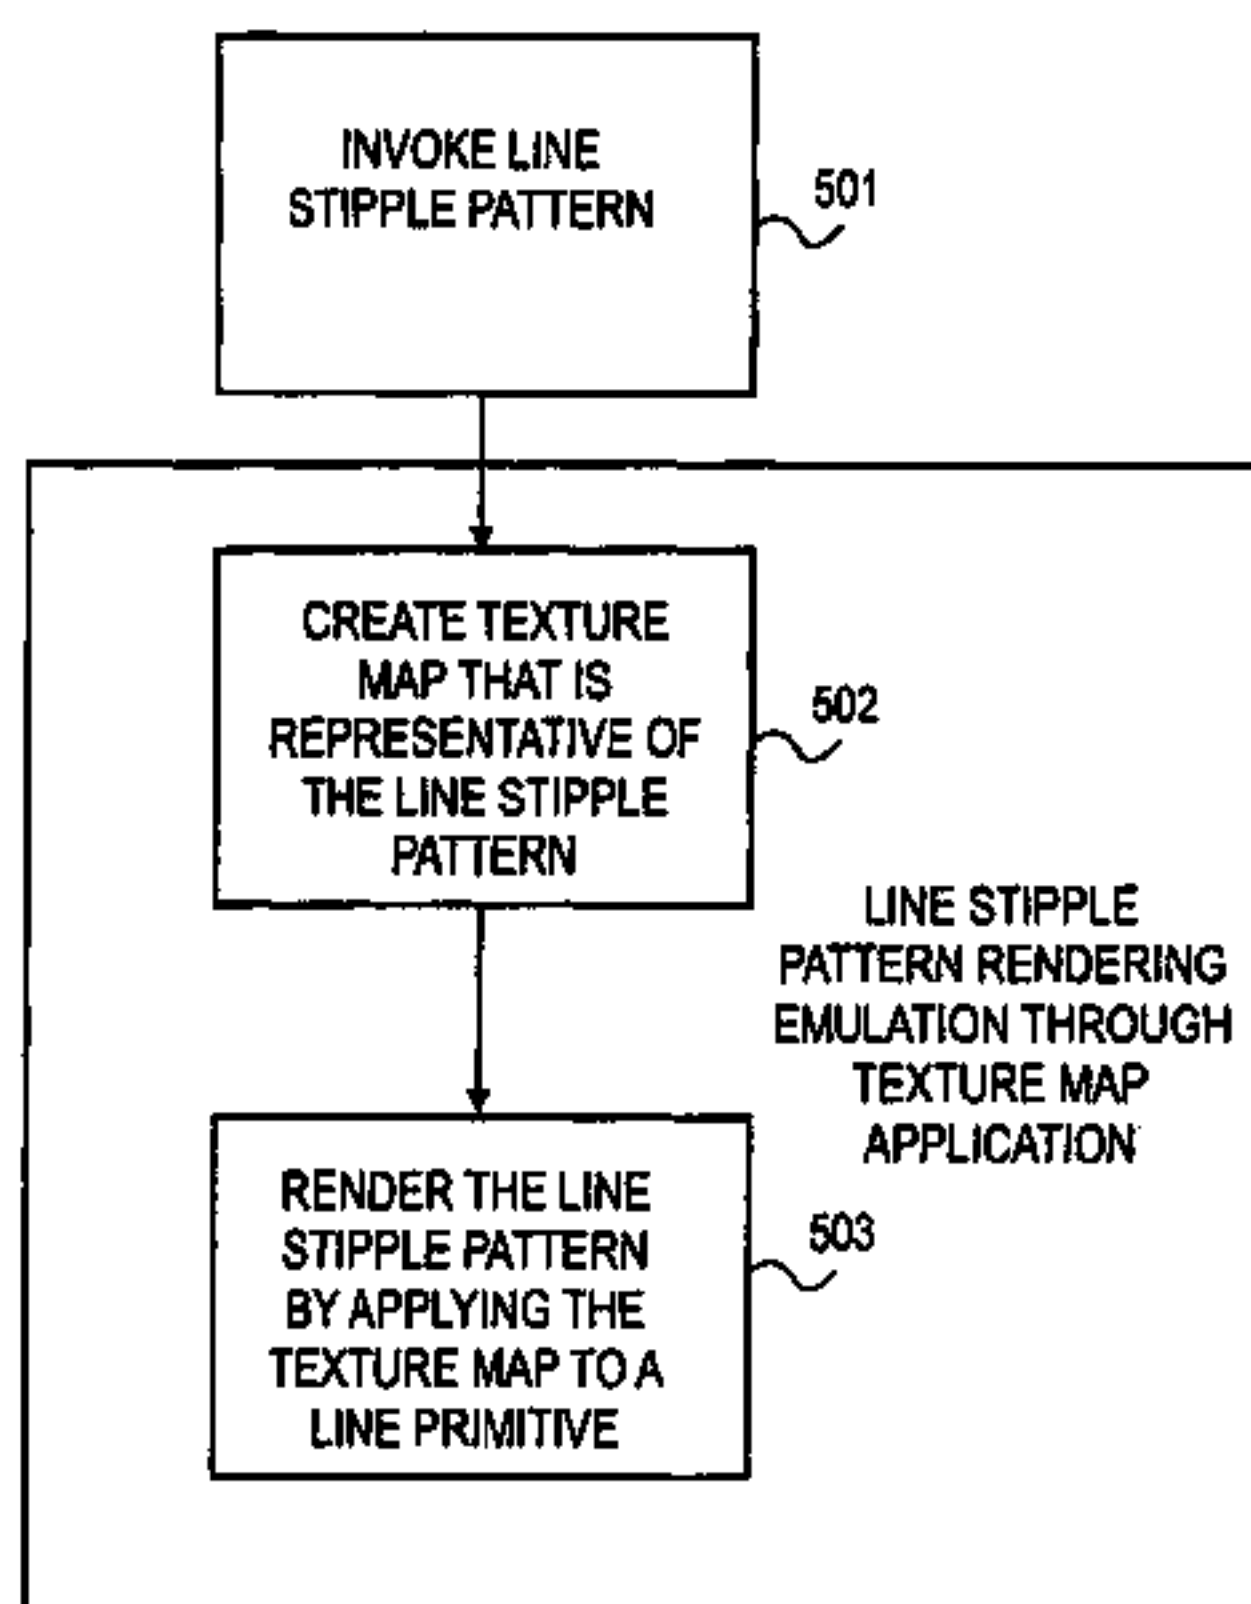 INVOKE LINE
STIPPLE PATTERN
501
CREATE TEXTURE
MAP THAT IS
REPRESENTATIVE OF
THE LINE STIPPLE
PATTERN
502
LINE STIPPLE
PATTERN RENDERING
EMULATION THROUGH
TEXTURE MAP
APPLICATION
RENDER THE LINE
STIPPLE PATTERN
BY APPLYING THE
TEXTURE MAP TO A
LINE PRIMITIVE
503